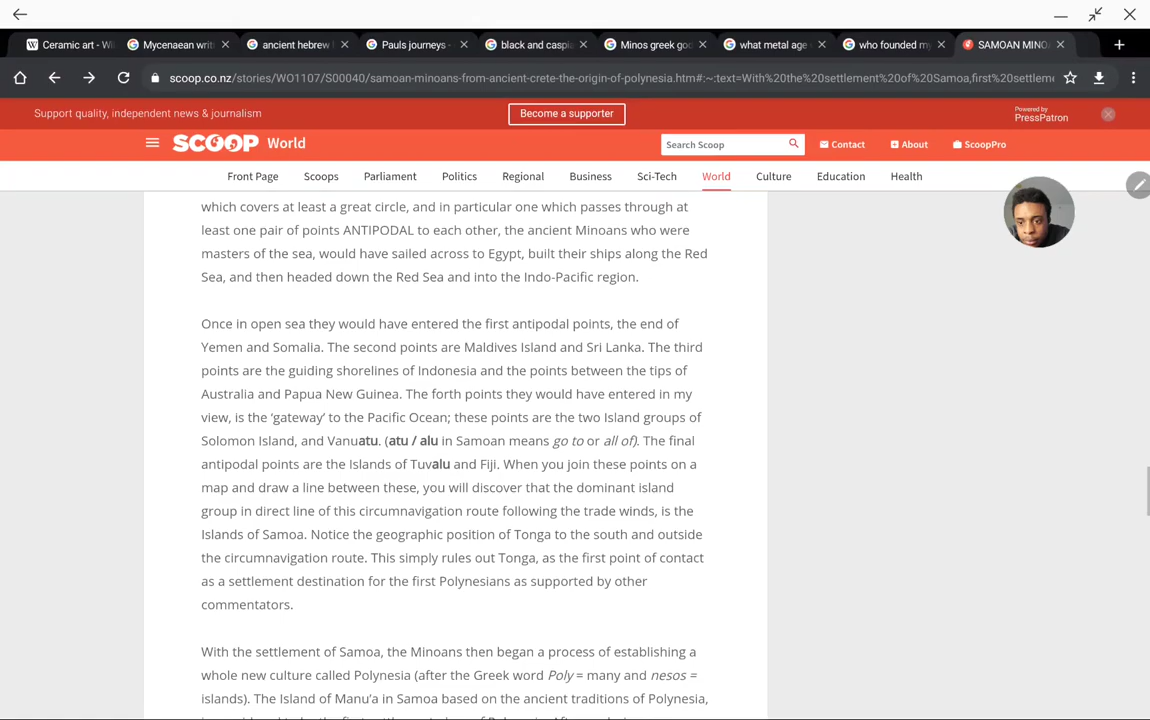 Ceramic art - Wi
Mycenaean writ
ancient hebrew
Pauls journeys -
black and caspia
Minos greek god
what metal age
who founded my
SAMOAN MINO
scoop.co.nz/stories/WO1107/S00040/samoan-minoans-from-ancient-crete-the-origin-of-polynesia.htm#:~:text=With%20the%20settlement%20of%20Samoa,first%20settleme
Support quality, independent news & journalism
Become a supporter
Powered by
PressPatron
SCOOP World
Search Scoop
Contact
About
ScoopPro
Front Page
Scoops
Parliament
Politics
Regional
Business
Sci-Tech
World
Culture
Education
Health
which covers at least a great circle, and in particular one which passes through at
least one pair of points ANTIPODAL to each other, the ancient Minoans who were
masters of the sea, would have sailed across to Egypt, built their ships along the Red
Sea, and then headed down the Red Sea and into the Indo-Pacific region.
Once in open sea they would have entered the first antipodal points, the end of
Yemen and Somalia. The second points are Maldives Island and Sri Lanka. The third
points are the guiding shorelines of Indonesia and the points between the tips of
Australia and Papua New Guinea. The forth points they would have entered in my
view, is the ‘gateway’ to the Pacific Ocean; these points are the two Island groups of
Solomon Island, and Vanuatu. (atu / alu in Samoan means go to or all of). The final
antipodal points are the Islands of Tuvalu and Fiji. When you join these points on a
map and draw a line between these, you will discover that the dominant island
group in direct line of this circumnavigation route following the trade winds, is the
Islands of Samoa. Notice the geographic position of Tonga to the south and outside
the circumnavigation route. This simply rules out Tonga, as the first point of contact
as a settlement destination for the first Polynesians as supported by other
commentators.
With the settlement of Samoa, the Minoans then began a process of establishing a
whole new culture called Polynesia (after the Greek word Poly = many and nesos =
islands). The Island of Manu’a in Samoa based on the ancient traditions of Polynesia,